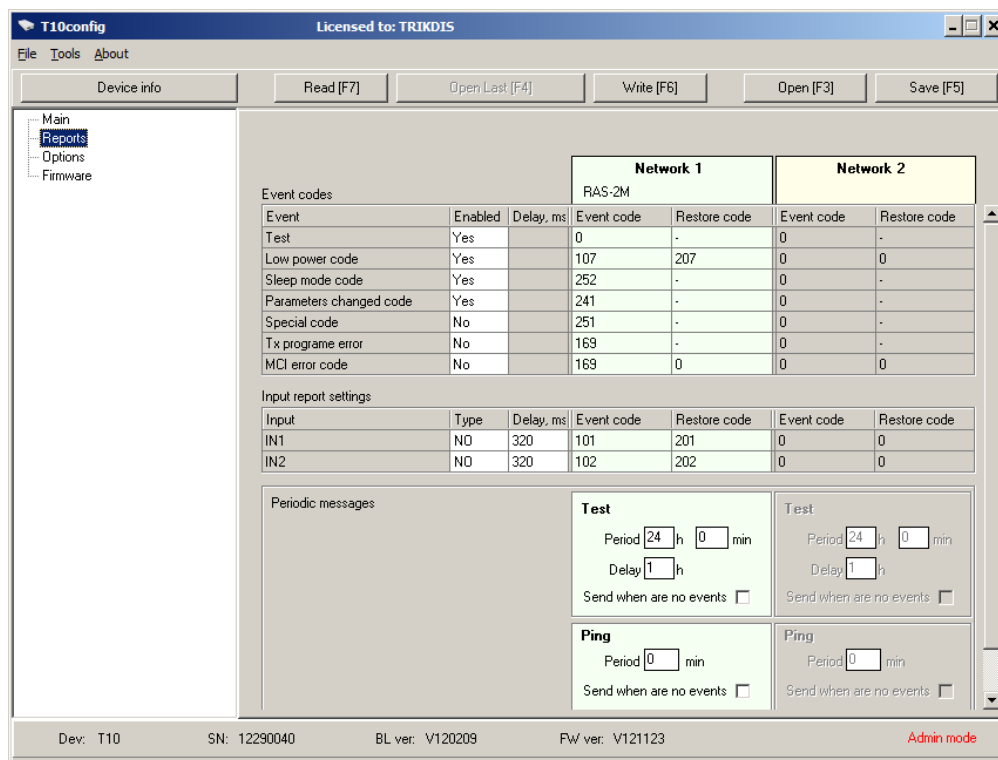 T10config Licensed to: TRIKDIS
File Tools About
Device info Read [F7] Open Last [F4] Write [F6] Open [F3] Save [F5]
Main
Reports
Options
Firmware
Network 1 Network 2
RAS-2M
Event codes
Event Enabled Delay, ms Event code Restore code Event code Restore code
Test Yes 0 - 0 -
Low power code Yes 107 207 0 0
Sleep mode code Yes 252 - 0 -
Parameters changed code Yes 241 - 0 -
Special code No 251 - 0 -
Tx programe error No 169 - 0 -
MCI error code No 169 0 0 0
Input report settings
Input Type Delay, ms Event code Restore code Event code Restore code
IN1 NO 320 101 201 0 0
IN2 NO 320 102 202 0 0
Periodic messages
Test Test
Period 24 h 0 min Period 24 h 0 min
Delay 1 h Delay 1 h
Send when are no events Send when are no events
Ping Ping
Period 0 min Period 0 min
Send when are no events Send when are no events
Dev: T10 SN: 12290040 BL ver: V120209 FW ver: V121123 Admin mode